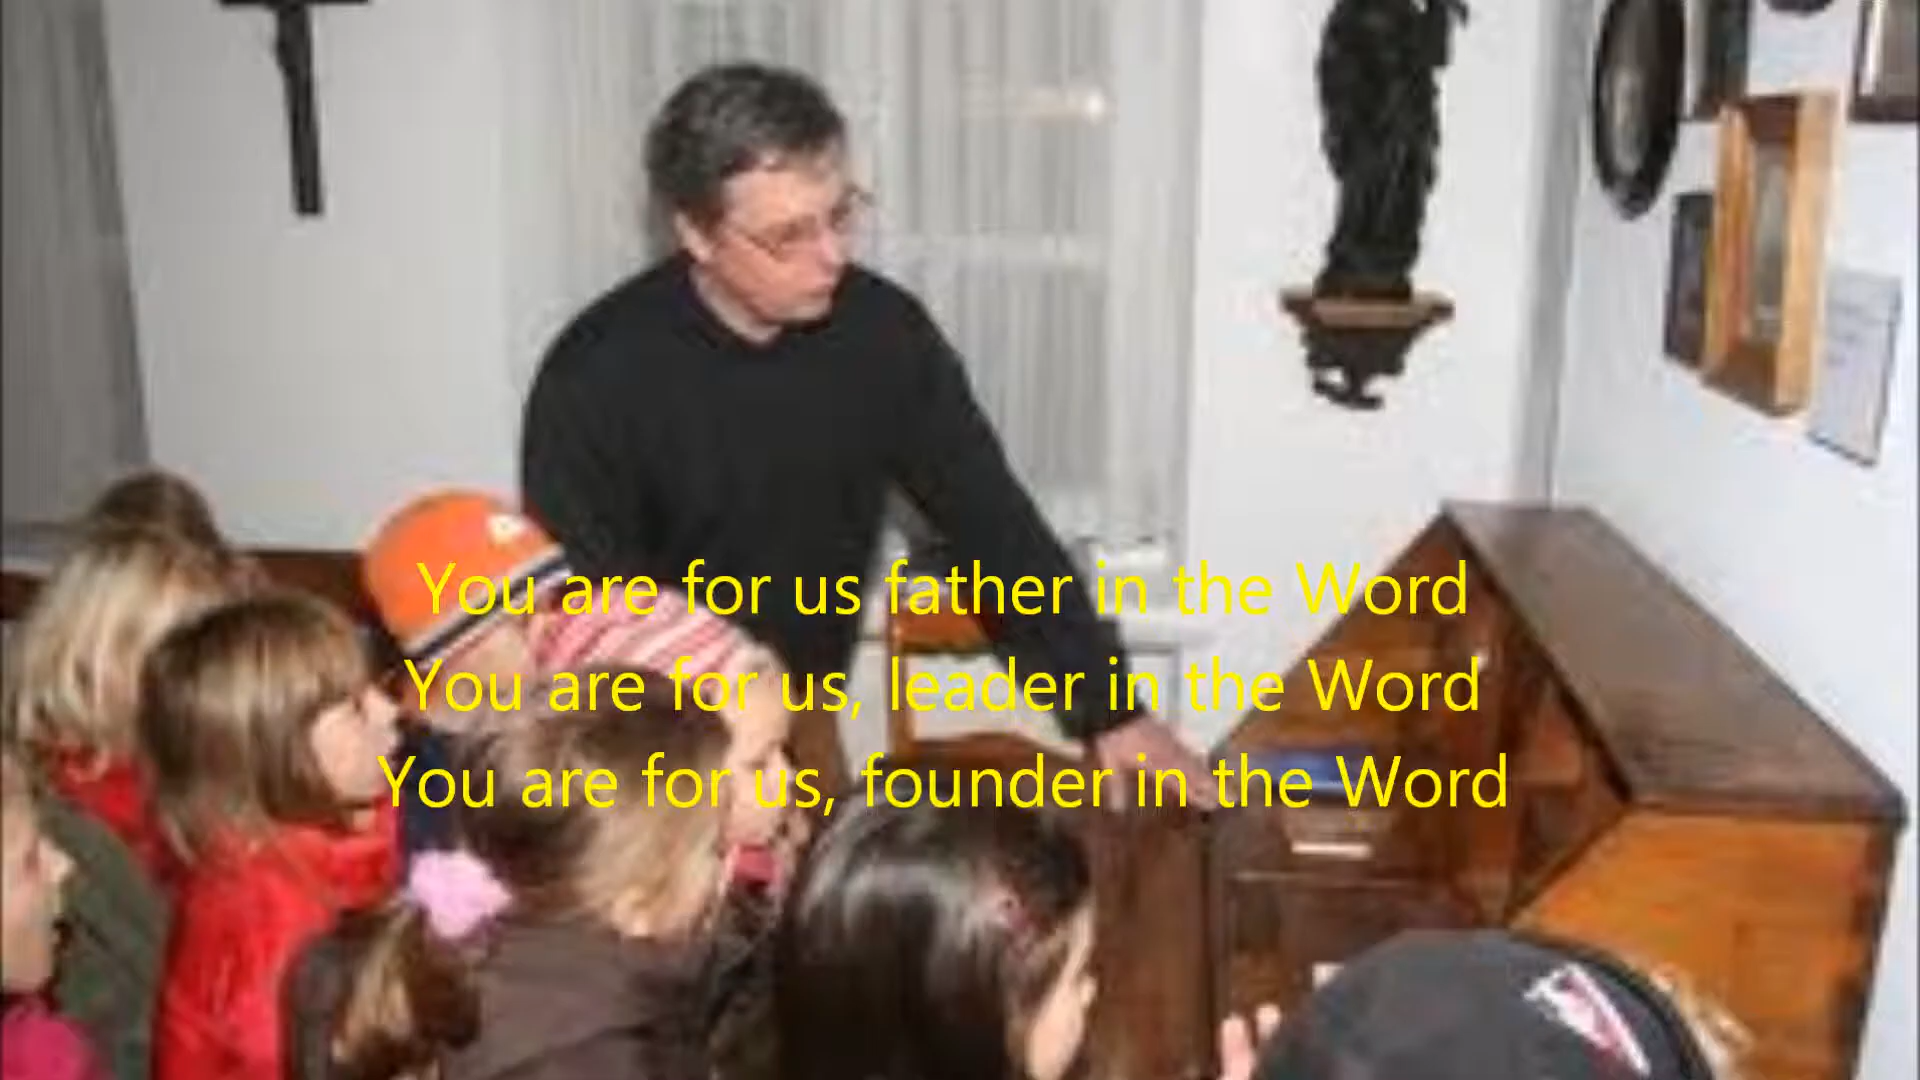 You are for us father in the Word
You are for us, leader in the Word
You are for us, founder in the Word